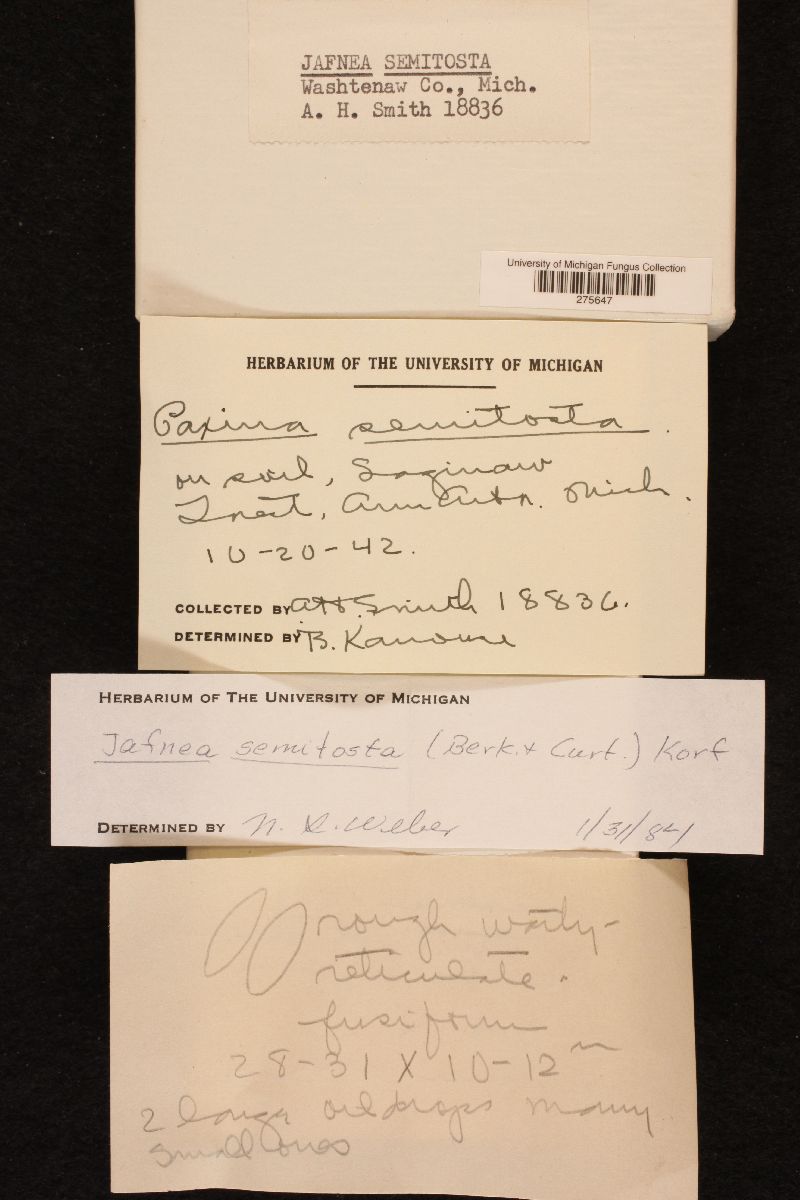 JAFNEA SEMITOSTA
Washtenaw Co., Mich.
A. H. Smith 18836
University of Michigan Fungus Collection
275647
HERBARIUM OF THE UNIVERSITY OF MICHIGAN
Paxina semitosta.
on soil, Saginaw
Forest, Ann Arbor. Mich.
10-20-42.
COLLECTED BY A.H. Smith 18836.
DETERMINED BY B. Kanouse
HERBARIUM OF THE UNIVERSITY OF MICHIGAN
Jafnea semitosta (Berk. & Curt.) Korf
DETERMINED BY N. S. Weber 1/31/84
rough warty-
reticulate.
fusiform
28-31 X 10-12
2 large oil drops many
small ones